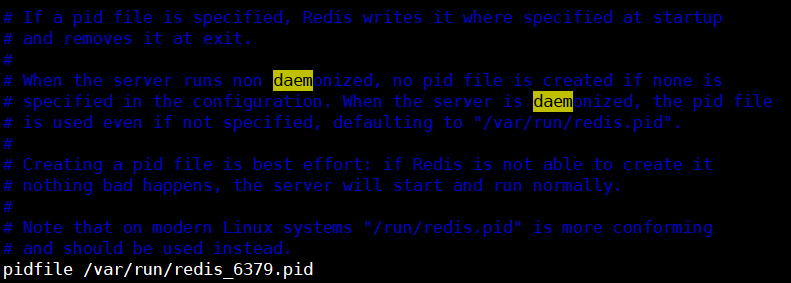 # If a pid file is specified, Redis writes it where specified at startup
# and removes it at exit.
#
# When the server runs non daemonized, no pid file is created if none is
# specified in the configuration. When the server is daemonized, the pid file
# is used even if not specified, defaulting to "/var/run/redis.pid".
#
# Creating a pid file is best effort: if Redis is not able to create it
# nothing bad happens, the server will start and run normally.
#
# Note that on modern Linux systems "/run/redis.pid" is more conforming
# and should be used instead.
pidfile /var/run/redis_6379.pid